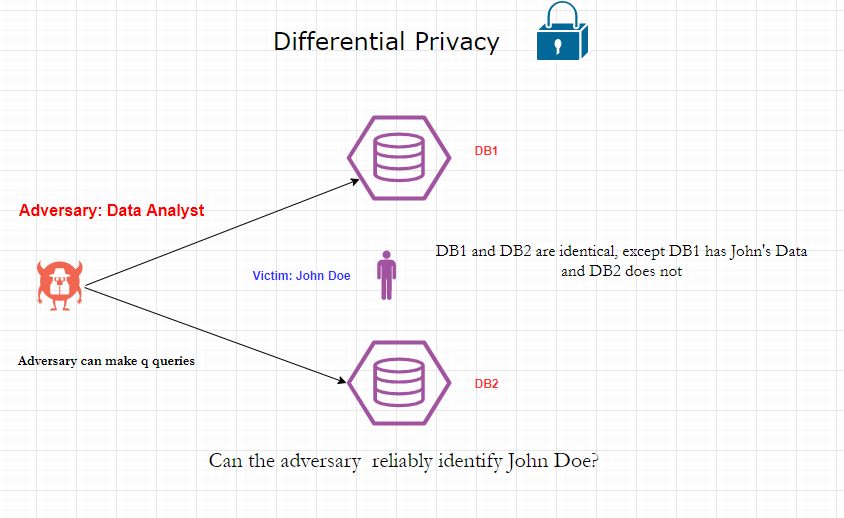 Differential Privacy
DB1
Adversary: Data Analyst
DB1 and DB2 are identical, except DB1 has John's Data
and DB2 does not
Victim: John Doe
Adversary can make q queries
DB2
Can the adversary reliably identify John Doe?